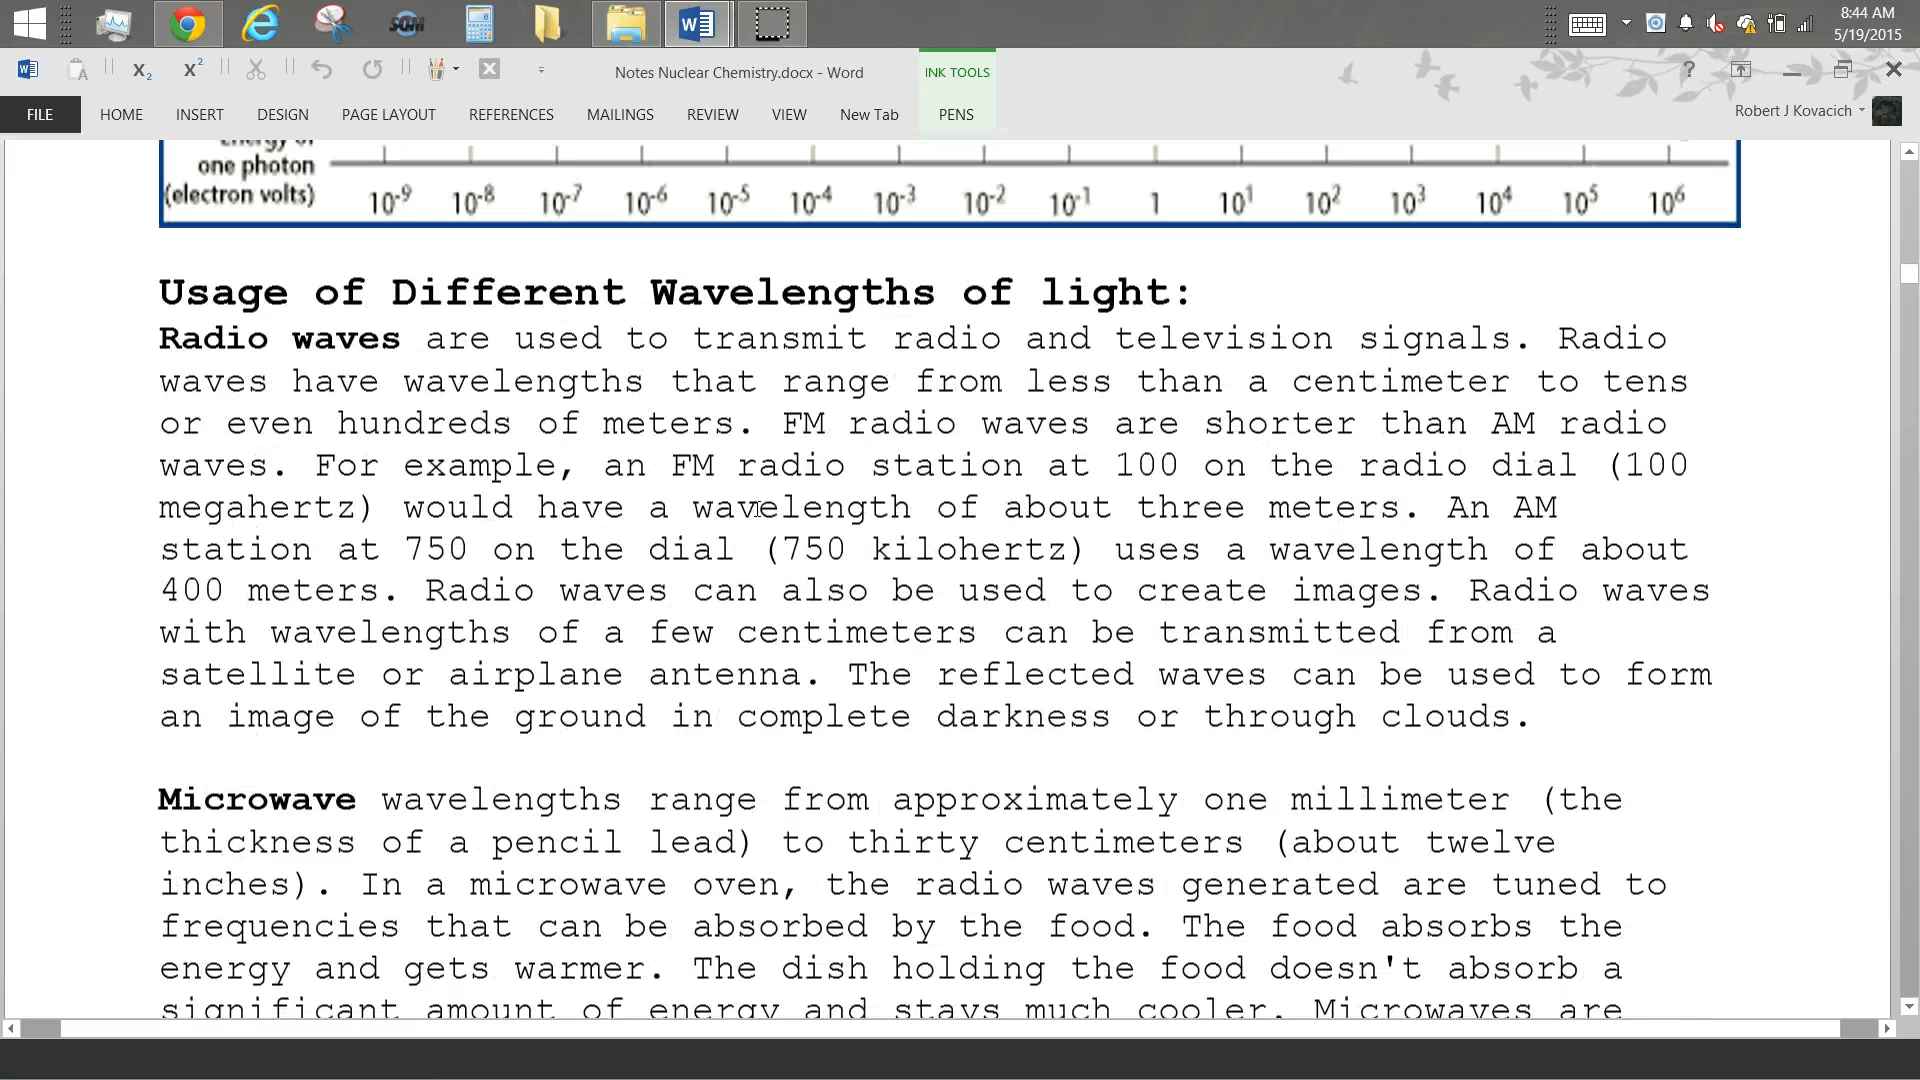 8:44 AM
5/19/2015
Notes Nuclear Chemistry.docx - Word
INK TOOLS
FILE HOME INSERT DESIGN PAGE LAYOUT REFERENCES MAILINGS REVIEW VIEW New Tab PENS
Robert J Kovacich
Energy of
one photon
(electron volts)
10⁻⁹ 10⁻⁸ 10⁻⁷ 10⁻⁶ 10⁻⁵ 10⁻⁴ 10⁻³ 10⁻² 10⁻¹ 1 10¹ 10² 10³ 10⁴ 10⁵ 10⁶
Usage of Different Wavelengths of light:
Radio waves are used to transmit radio and television signals. Radio
waves have wavelengths that range from less than a centimeter to tens
or even hundreds of meters. FM radio waves are shorter than AM radio
waves. For example, an FM radio station at 100 on the radio dial (100
megahertz) would have a wavelength of about three meters. An AM
station at 750 on the dial (750 kilohertz) uses a wavelength of about
400 meters. Radio waves can also be used to create images. Radio waves
with wavelengths of a few centimeters can be transmitted from a
satellite or airplane antenna. The reflected waves can be used to form
an image of the ground in complete darkness or through clouds.
Microwave wavelengths range from approximately one millimeter (the
thickness of a pencil lead) to thirty centimeters (about twelve
inches). In a microwave oven, the radio waves generated are tuned to
frequencies that can be absorbed by the food. The food absorbs the
energy and gets warmer. The dish holding the food doesn't absorb a
significant amount of energy and stays much cooler. Microwaves are